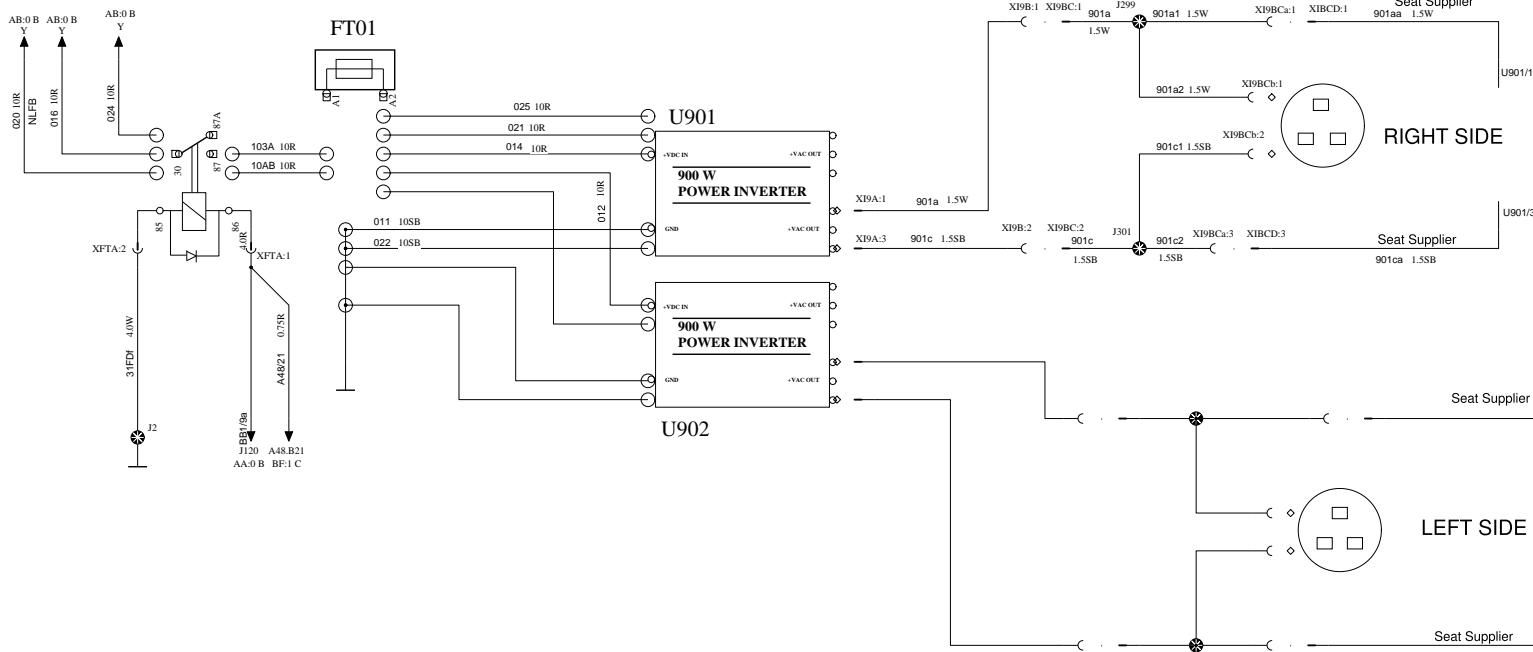 AB:0 B AB:0 B AB:0 B
Y Y Y
FT01
XI9B:1 XI9BC:1
901a
J299
901a1 1.5W
XI9BCa:1
XIBCD:1
901aa 1.5W
Seat Supplier
1.5W
U901/1
020 10R
NLFB
016 10R
024 10R
87A
A1
A2
025 10R
021 10R
014 10R
U901
901a2 1.5W
XI9BCb:1
RIGHT SIDE
103A 10R
10AB 10R
30
87
+VDC IN
+VAC OUT
900 W
POWER INVERTER
012 10R
901c1 1.5SB
XI9BCb:2
XI9A:1
901a 1.5W
U901/3
85
86
4.0R
011 10SB
022 10SB
GND
+VAC OUT
XI9A:3
901c 1.5SB
XI9B:2 XI9BC:2
901c
1.5SB
J301
901c2
1.5SB
XI9BCa:3
XIBCD:3
Seat Supplier
901ca 1.5SB
XFTA:2
XFTA:1
+VDC IN
+VAC OUT
900 W
POWER INVERTER
GND
+VAC OUT
U902
31FDf 4.0W
A48/21 0.75R
BB1/9a
J2
J120 A48.B21
AA:0 B BF:1 C
Seat Supplier
LEFT SIDE
Seat Supplier